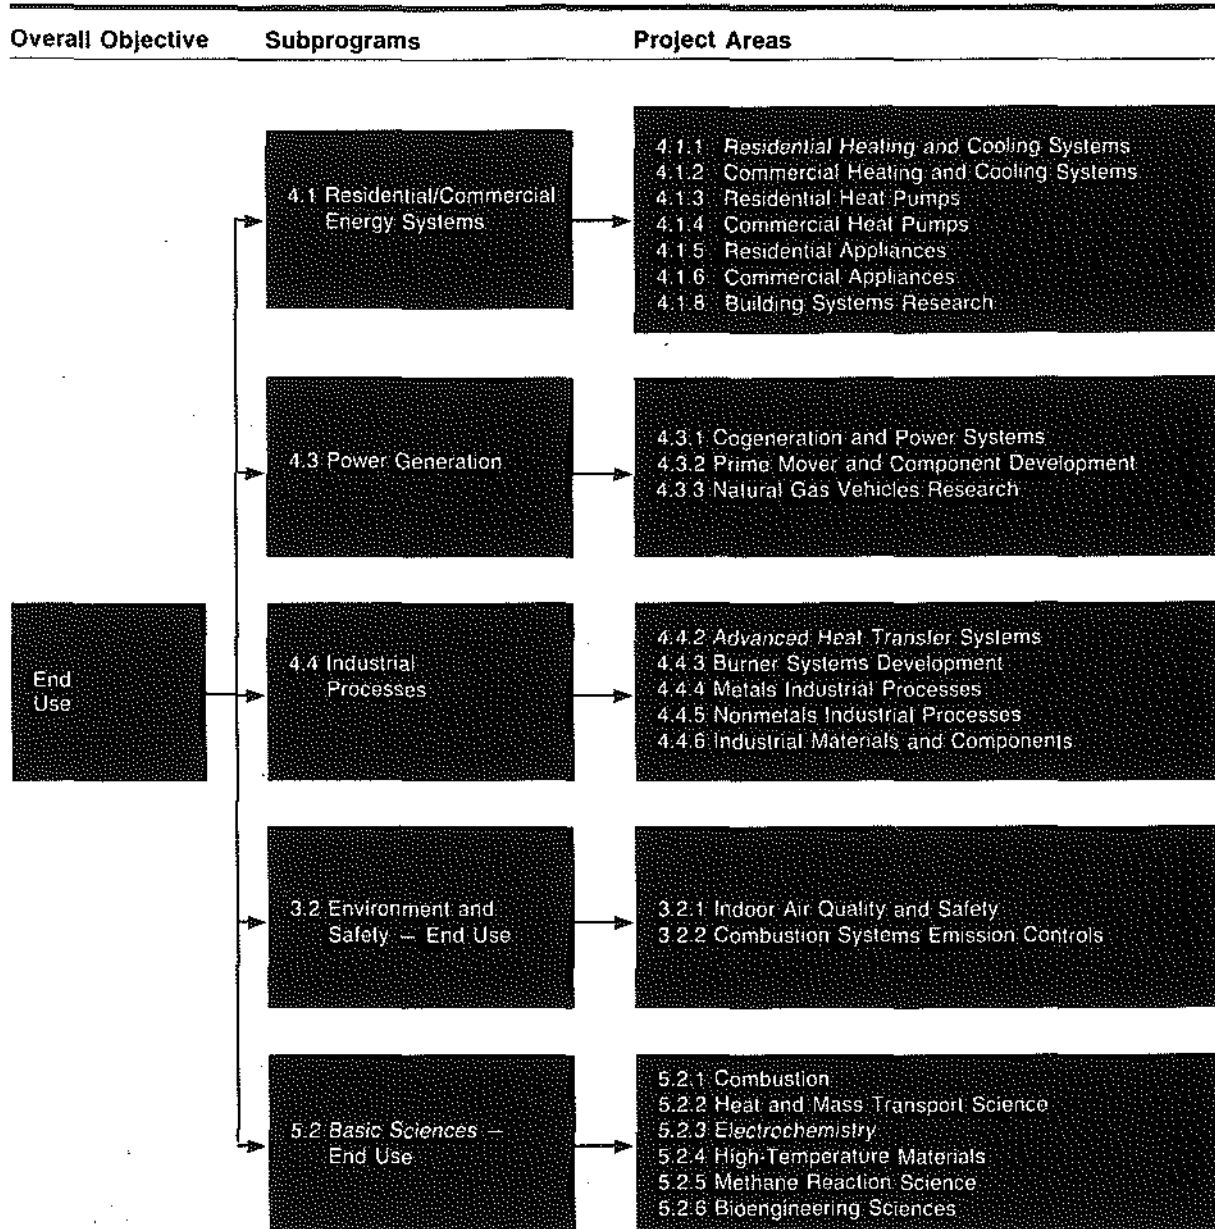 Overall Objective Subprograms Project Areas
4.1 Residential/Commercial
Energy Systems
4.1.1 Residential Heating and Cooling Systems
4.1.2 Commercial Heating and Cooling Systems
4.1.3 Residential Heat Pumps
4.1.4 Commercial Heat Pumps
4.1.5 Residential Appliances
4.1.6 Commercial Appliances
4.1.8 Building Systems Research
4.3 Power Generation
4.3.1 Cogeneration and Power Systems
4.3.2 Prime Mover and Component Development
4.3.3 Natural Gas Vehicles Research
End
Use
4.4 Industrial
Processes
4.4.2 Advanced Heat Transfer Systems
4.4.3 Burner Systems Development
4.4.4 Metals Industrial Processes
4.4.5 Nonmetals Industrial Processes
4.4.6 Industrial Materials and Components
3.2 Environment and
Safety – End Use
3.2.1 Indoor Air Quality and Safety
3.2.2 Combustion Systems Emission Controls
5.2 Basic Sciences –
End Use
5.2.1 Combustion
5.2.2 Heat and Mass Transport Science
5.2.3 Electrochemistry
5.2.4 High-Temperature Materials
5.2.5 Methane Reaction Science
5.2.6 Bioengineering Sciences